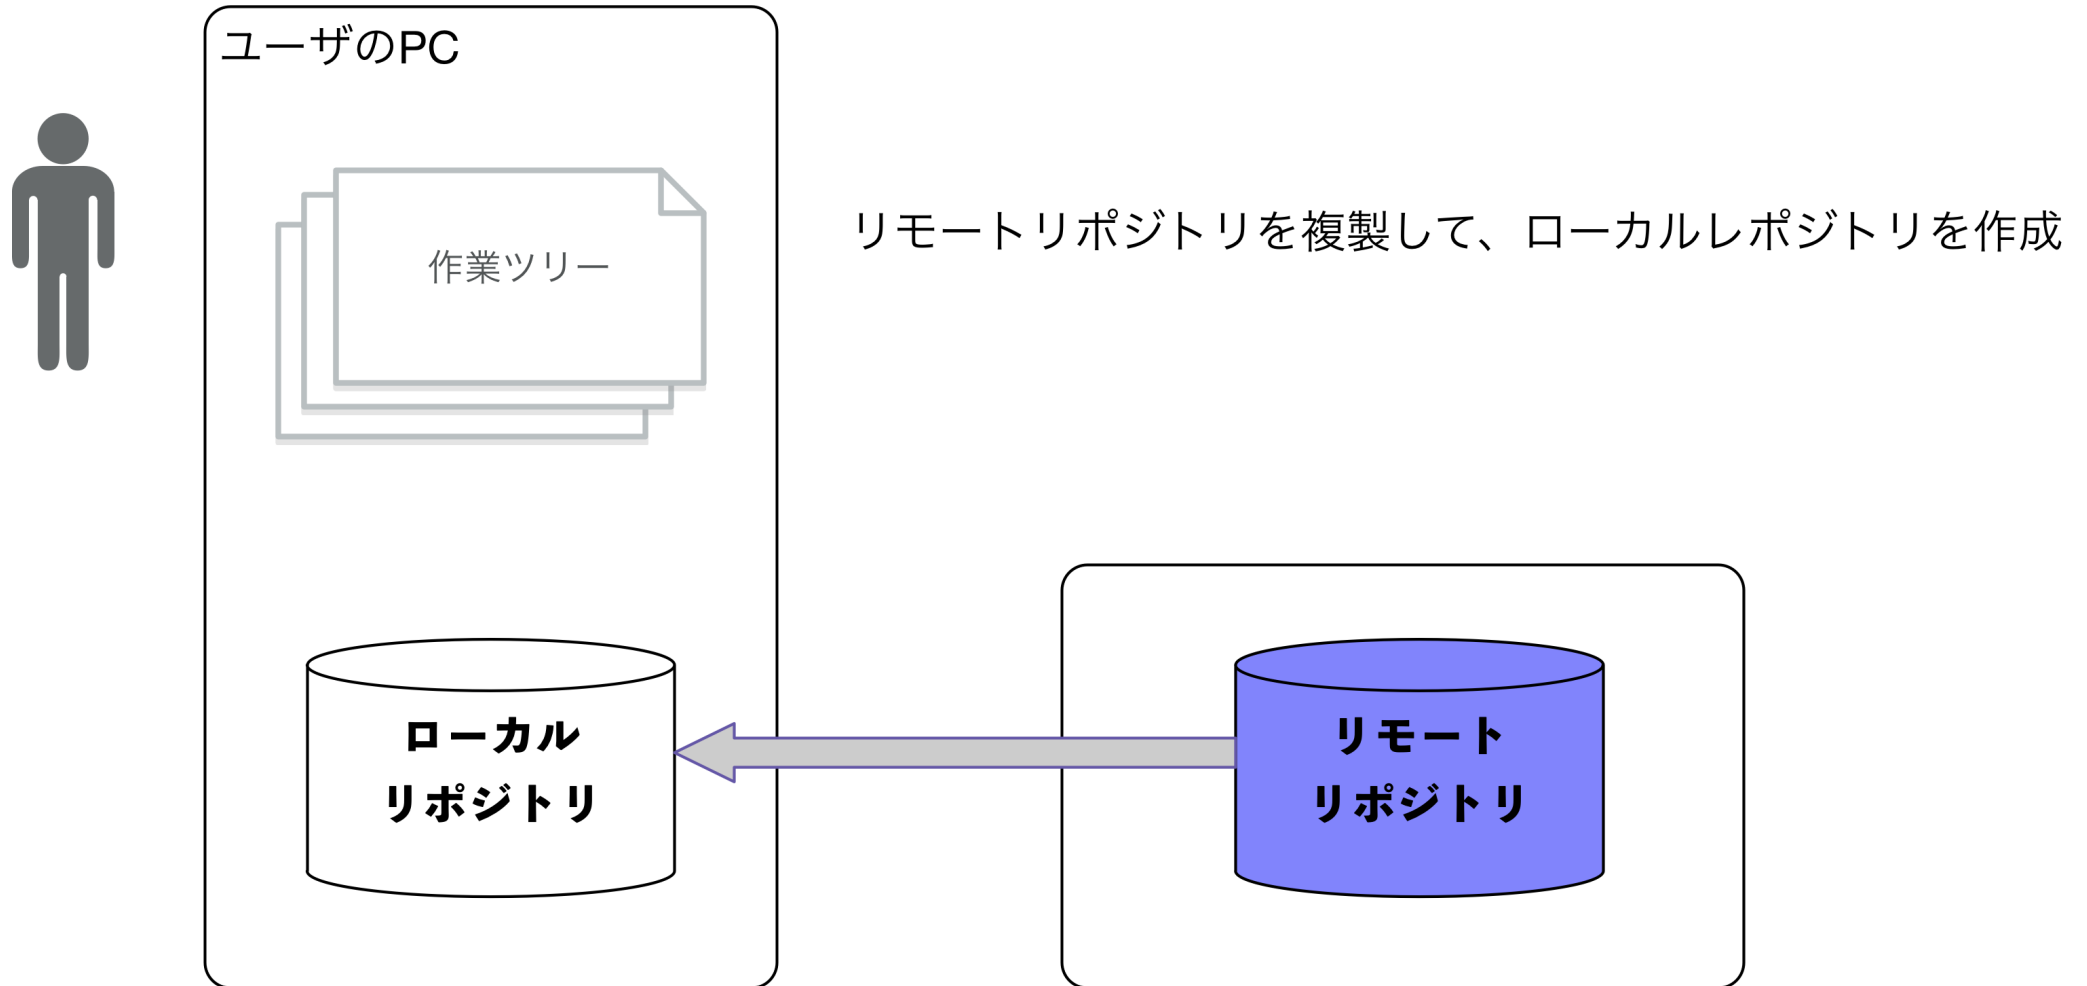 ユーザのPC
作業ツリー
リモートリポジトリを複製して、ローカルレポジトリを作成
ローカル
リポジトリ
リモート
リポジトリ